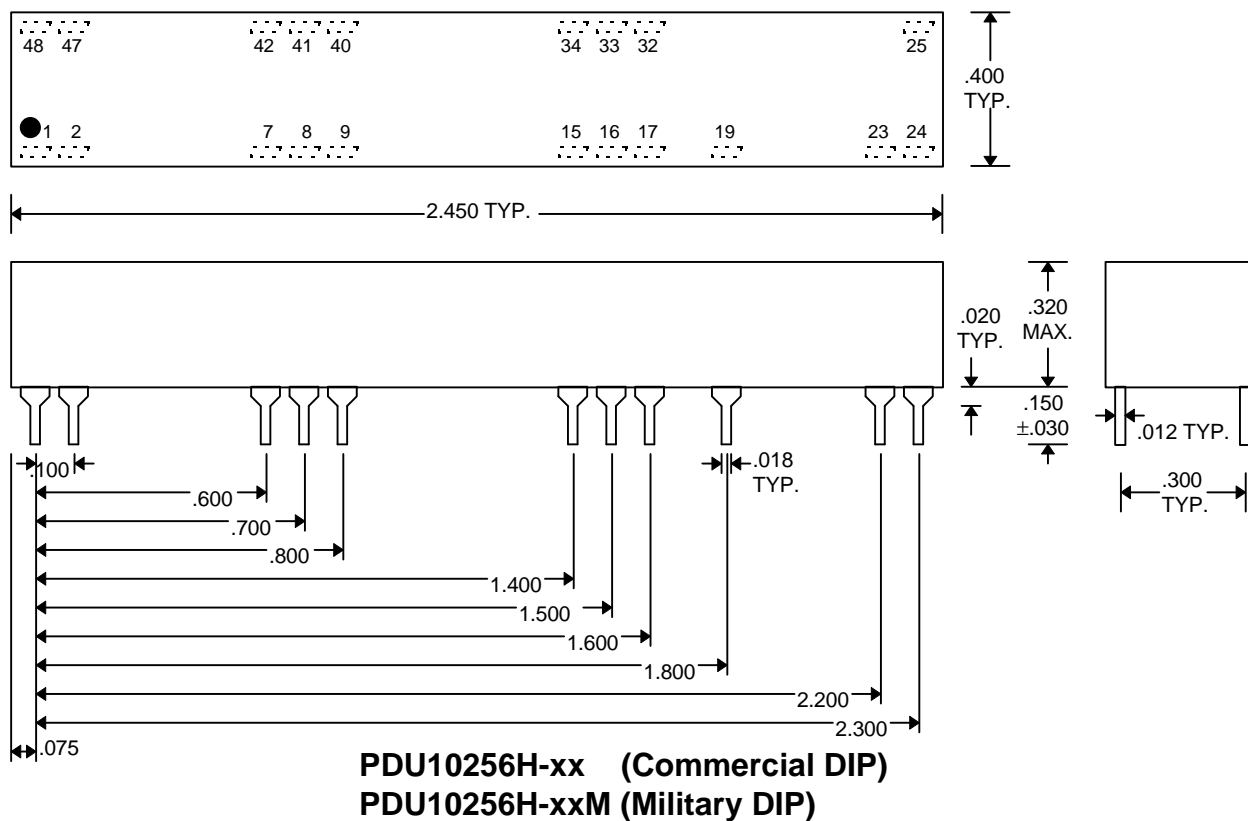 48 47 42 41 40 34 33 32 25
.400
TYP.
1 2 7 8 9 15 16 17 19 23 24
2.450 TYP.
.020
TYP.
.320
MAX.
.150
±.030
.012 TYP.
.300
TYP.
.018
TYP.
.100
.600
.700
.800
1.400
1.500
1.600
1.800
2.200
2.300
.075
PDU10256H-xx (Commercial DIP)
PDU10256H-xxM (Military DIP)